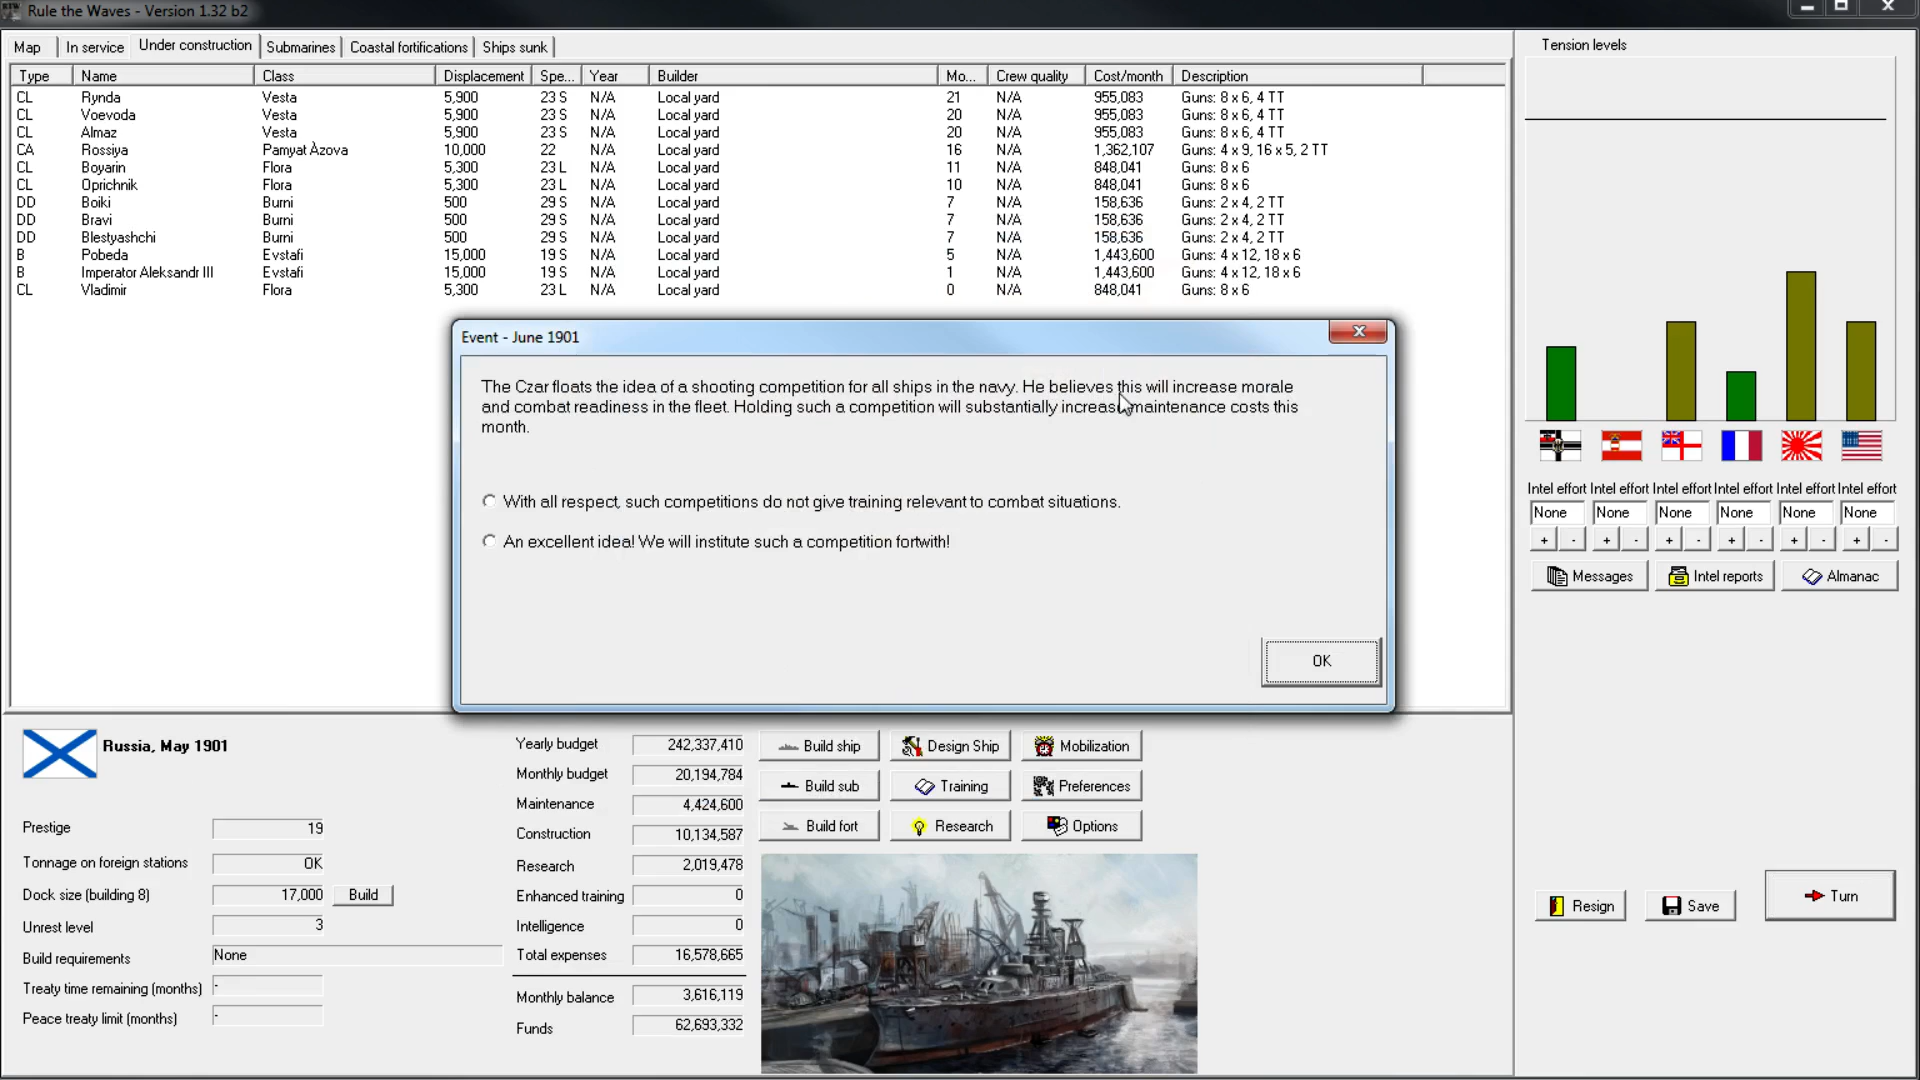 Rule the Waves - Version 1.32 b2
Map In service Under construction Submarines Coastal fortifications Ships sunk
Type Name Class Displacement Spe... Year Builder Mo... Crew quality Cost/month Description
CL Rynda Vesta 5,900 23 S N/A Local yard 21 N/A 955,083 Guns: 8 x 6, 4 TT
CL Voevoda Vesta 5,900 23 S N/A Local yard 20 N/A 955,083 Guns: 8 x 6, 4 TT
CL Almaz Vesta 5,900 23 S N/A Local yard 20 N/A 955,083 Guns: 8 x 6, 4 TT
CA Rossiya Pamyat Àzova 10,000 22 N/A Local yard 16 N/A 1,362,107 Guns: 4 x 9, 16 x 5, 2 TT
CL Boyarin Flora 5,300 23 L N/A Local yard 11 N/A 848,041 Guns: 8 x 6
CL Oprichnik Flora 5,300 23 L N/A Local yard 10 N/A 848,041 Guns: 8 x 6
DD Boiki Burni 500 29 S N/A Local yard 7 N/A 158,636 Guns: 2 x 4, 2 TT
DD Bravi Burni 500 29 S N/A Local yard 7 N/A 158,636 Guns: 2 x 4, 2 TT
DD Blestyashchi Burni 500 29 S N/A Local yard 7 N/A 158,636 Guns: 2 x 4, 2 TT
B Pobeda Evstafi 15,000 19 S N/A Local yard 5 N/A 1,443,600 Guns: 4 x 12, 18 x 6
B Imperator Aleksandr III Evstafi 15,000 19 S N/A Local yard 1 N/A 1,443,600 Guns: 4 x 12, 18 x 6
CL Vladimir Flora 5,300 23 L N/A Local yard 0 N/A 848,041 Guns: 8 x 6
Event - June 1901
The Czar floats the idea of a shooting competition for all ships in the navy. He believes this will increase morale
and combat readiness in the fleet. Holding such a competition will substantially increase maintenance costs this
month.
With all respect, such competitions do not give training relevant to combat situations.
An excellent idea! We will institute such a competition fortwith!
OK
Tension levels
Intel effort Intel effort Intel effort Intel effort Intel effort Intel effort
None None None None None None
+ - + - + - + - + - + -
Messages Intel reports Almanac
Russia, May 1901
Prestige 19
Tonnage on foreign stations OK
Dock size (building 8) 17,000 Build
Unrest level 3
Build requirements None
Treaty time remaining (months) -
Peace treaty limit (months) -
Yearly budget 242,337,410
Monthly budget 20,194,784
Maintenance 4,424,600
Construction 10,134,587
Research 2,019,478
Enhanced training 0
Intelligence 0
Total expenses 16,578,665
Monthly balance 3,616,119
Funds 62,693,332
Build ship Design Ship Mobilization
Build sub Training Preferences
Build fort Research Options
Resign Save Turn